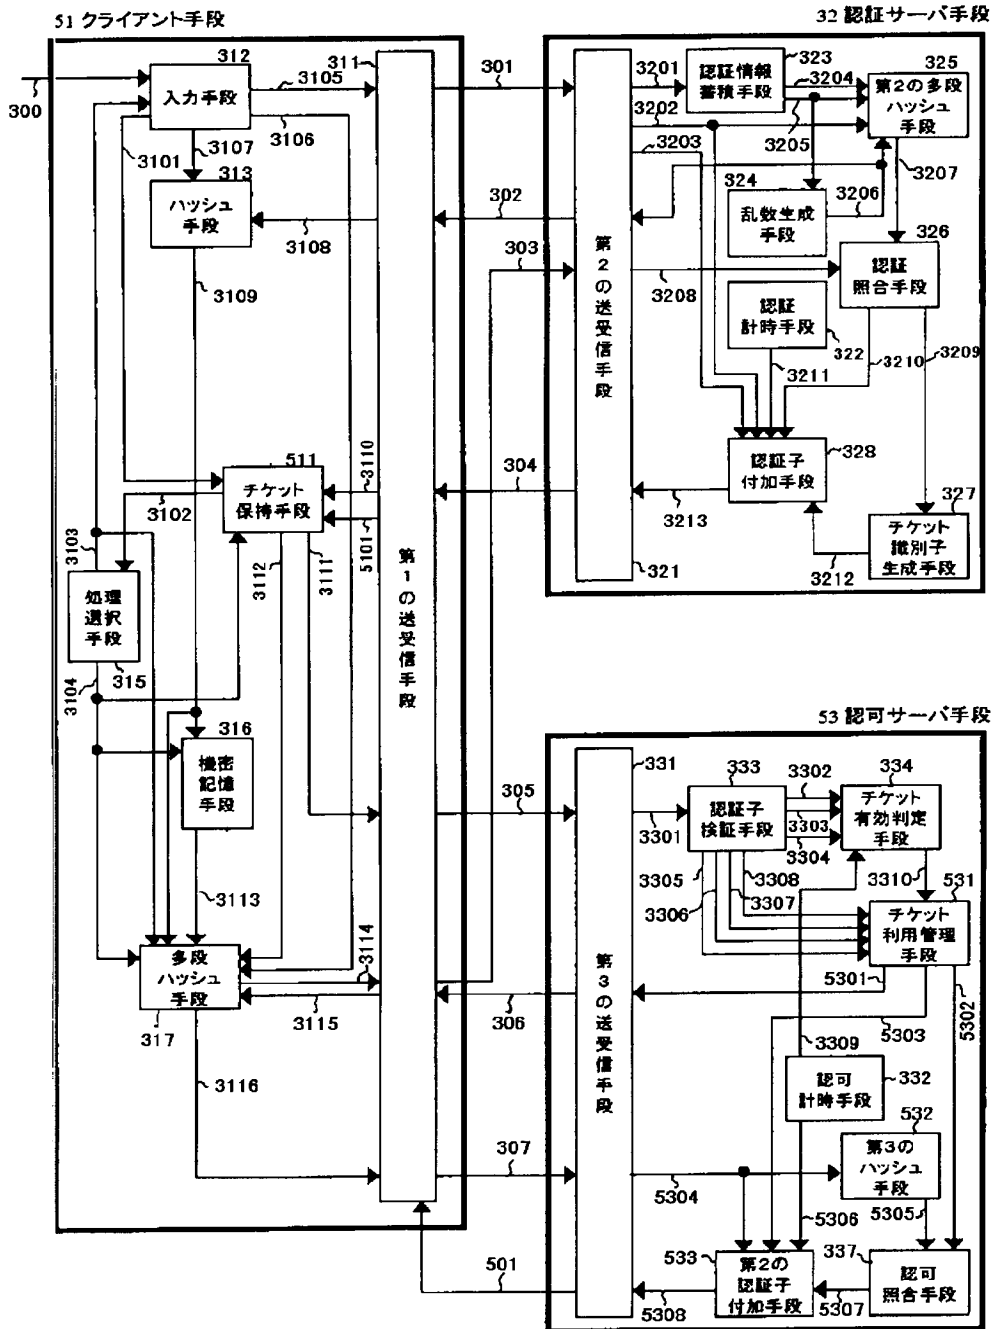 51 クライアント手段
32 認証サーバ手段
300
312
入力手段
3105
3106
3101
3107
313
ハッシュ
手段
3108
3109
311
第1の送受信手段
301
302
303
304
511
チケット
保持手段
3110
5101
3102
3103
3112
3111
処理
選択
手段
315
3104
316
機密
記憶
手段
3113
多段
ハッシュ
手段
317
3114
3115
3116
305
306
307
501
第2の送受信手段
321
3201
3202
3203
323
認証情報
蓄積手段
3204
3205
325
第2の多段
ハッシュ
手段
324
乱数生成
手段
3206
3207
326
認証
照合手段
3208
認証
計時手段
322
3211
3210
3209
認証子
付加手段
328
3213
327
チケット
識別子
生成手段
3212
53 認可サーバ手段
331
第3の送受信手段
3301
333
認証子
検証手段
3302
3303
3304
334
チケット
有効判定
手段
3305
3306
3308
3307
3310
531
チケット
利用管理
手段
5301
5302
5303
3309
認可
計時手段
332
532
第3の
ハッシュ
手段
5304
5305
5306
533
第2の
認証子
付加手段
337
認可
照合手段
5307
5308